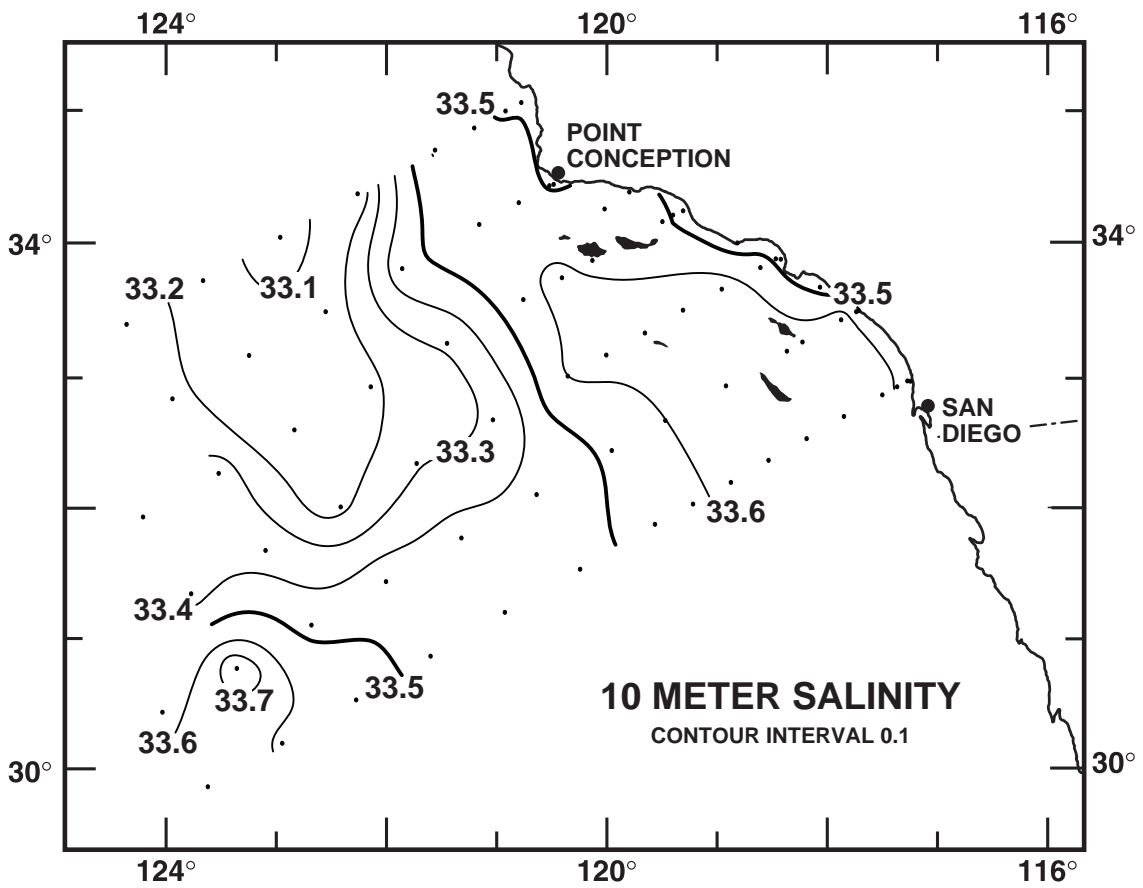 124° 120° 116°
33.5
POINT
CONCEPTION
34° 34°
33.2 33.1
33.5
SAN
DIEGO
33.3
33.6
33.4
33.5
33.7
33.6
10 METER SALINITY
CONTOUR INTERVAL 0.1
30° 30°
124° 120° 116°